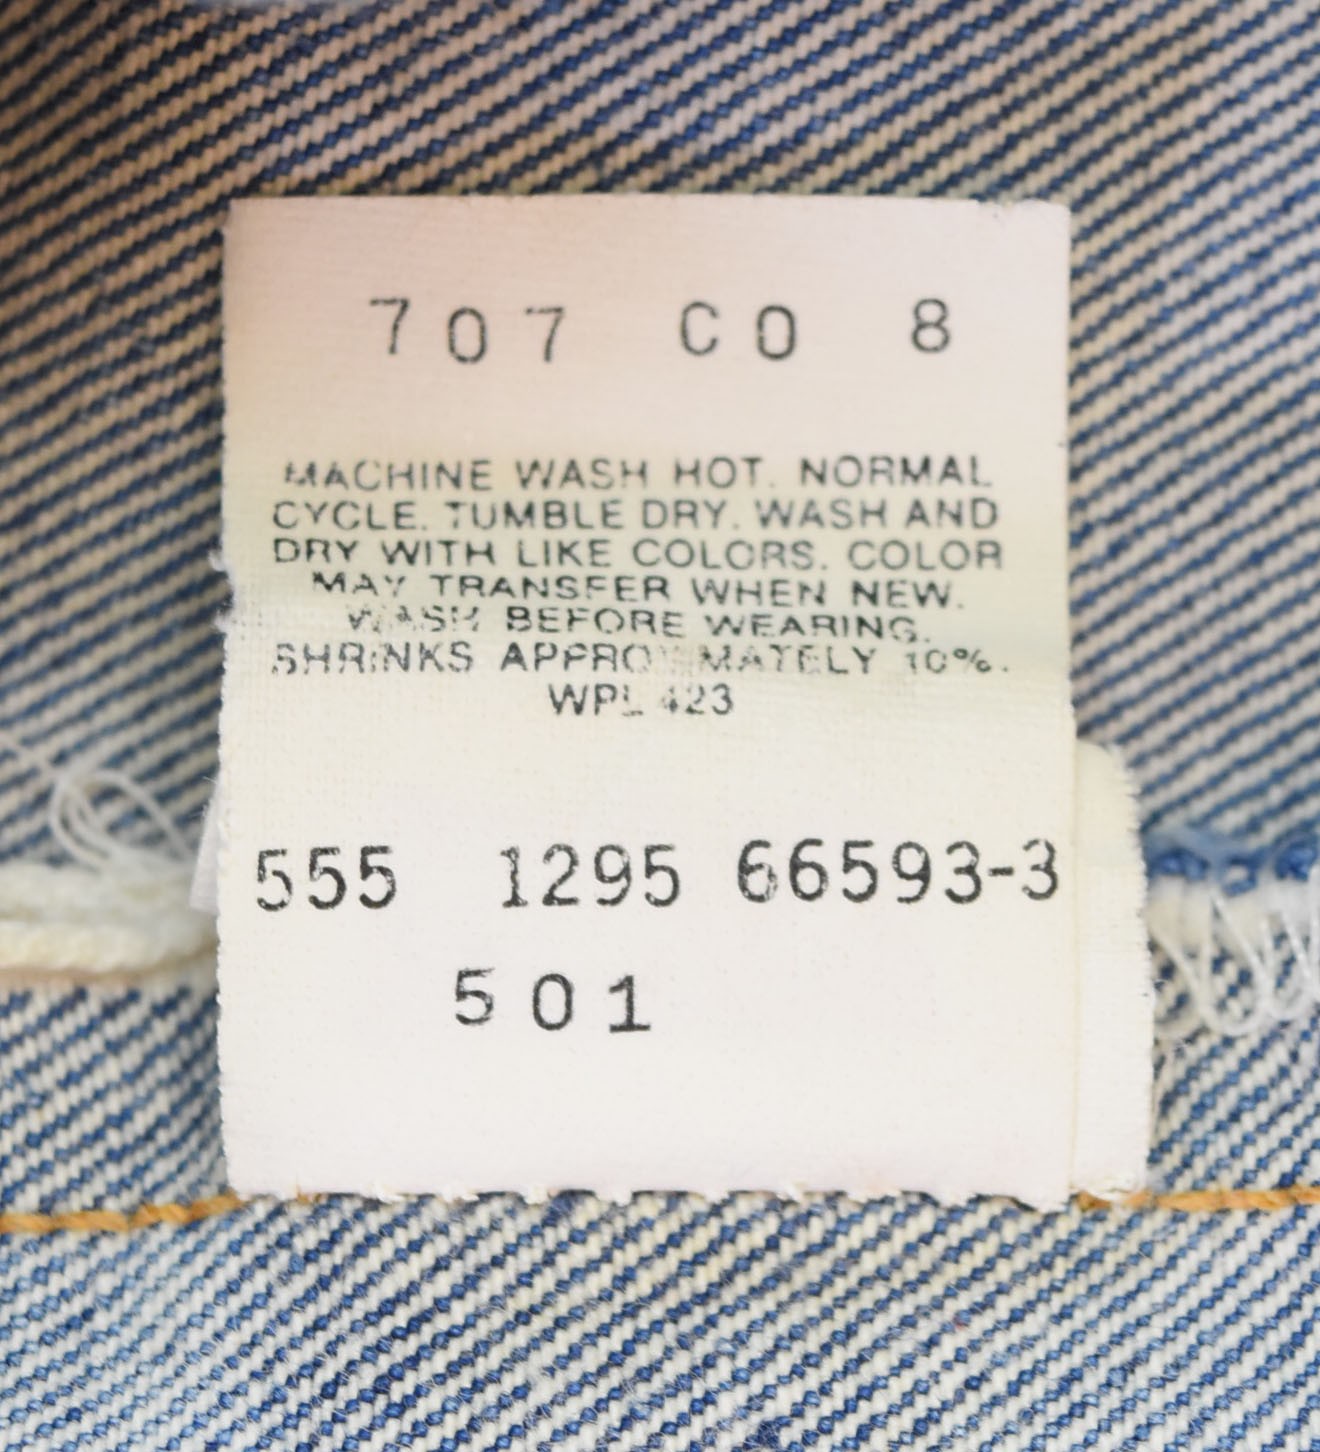 707 CO 8
MACHINE WASH HOT. NORMAL
CYCLE. TUMBLE DRY. WASH AND
DRY WITH LIKE COLORS. COLOR
MAY TRANSFER WHEN NEW.
WASH BEFORE WEARING.
SHRINKS APPROXIMATELY 10%.
WPL 423
555 1295 66593-3
501